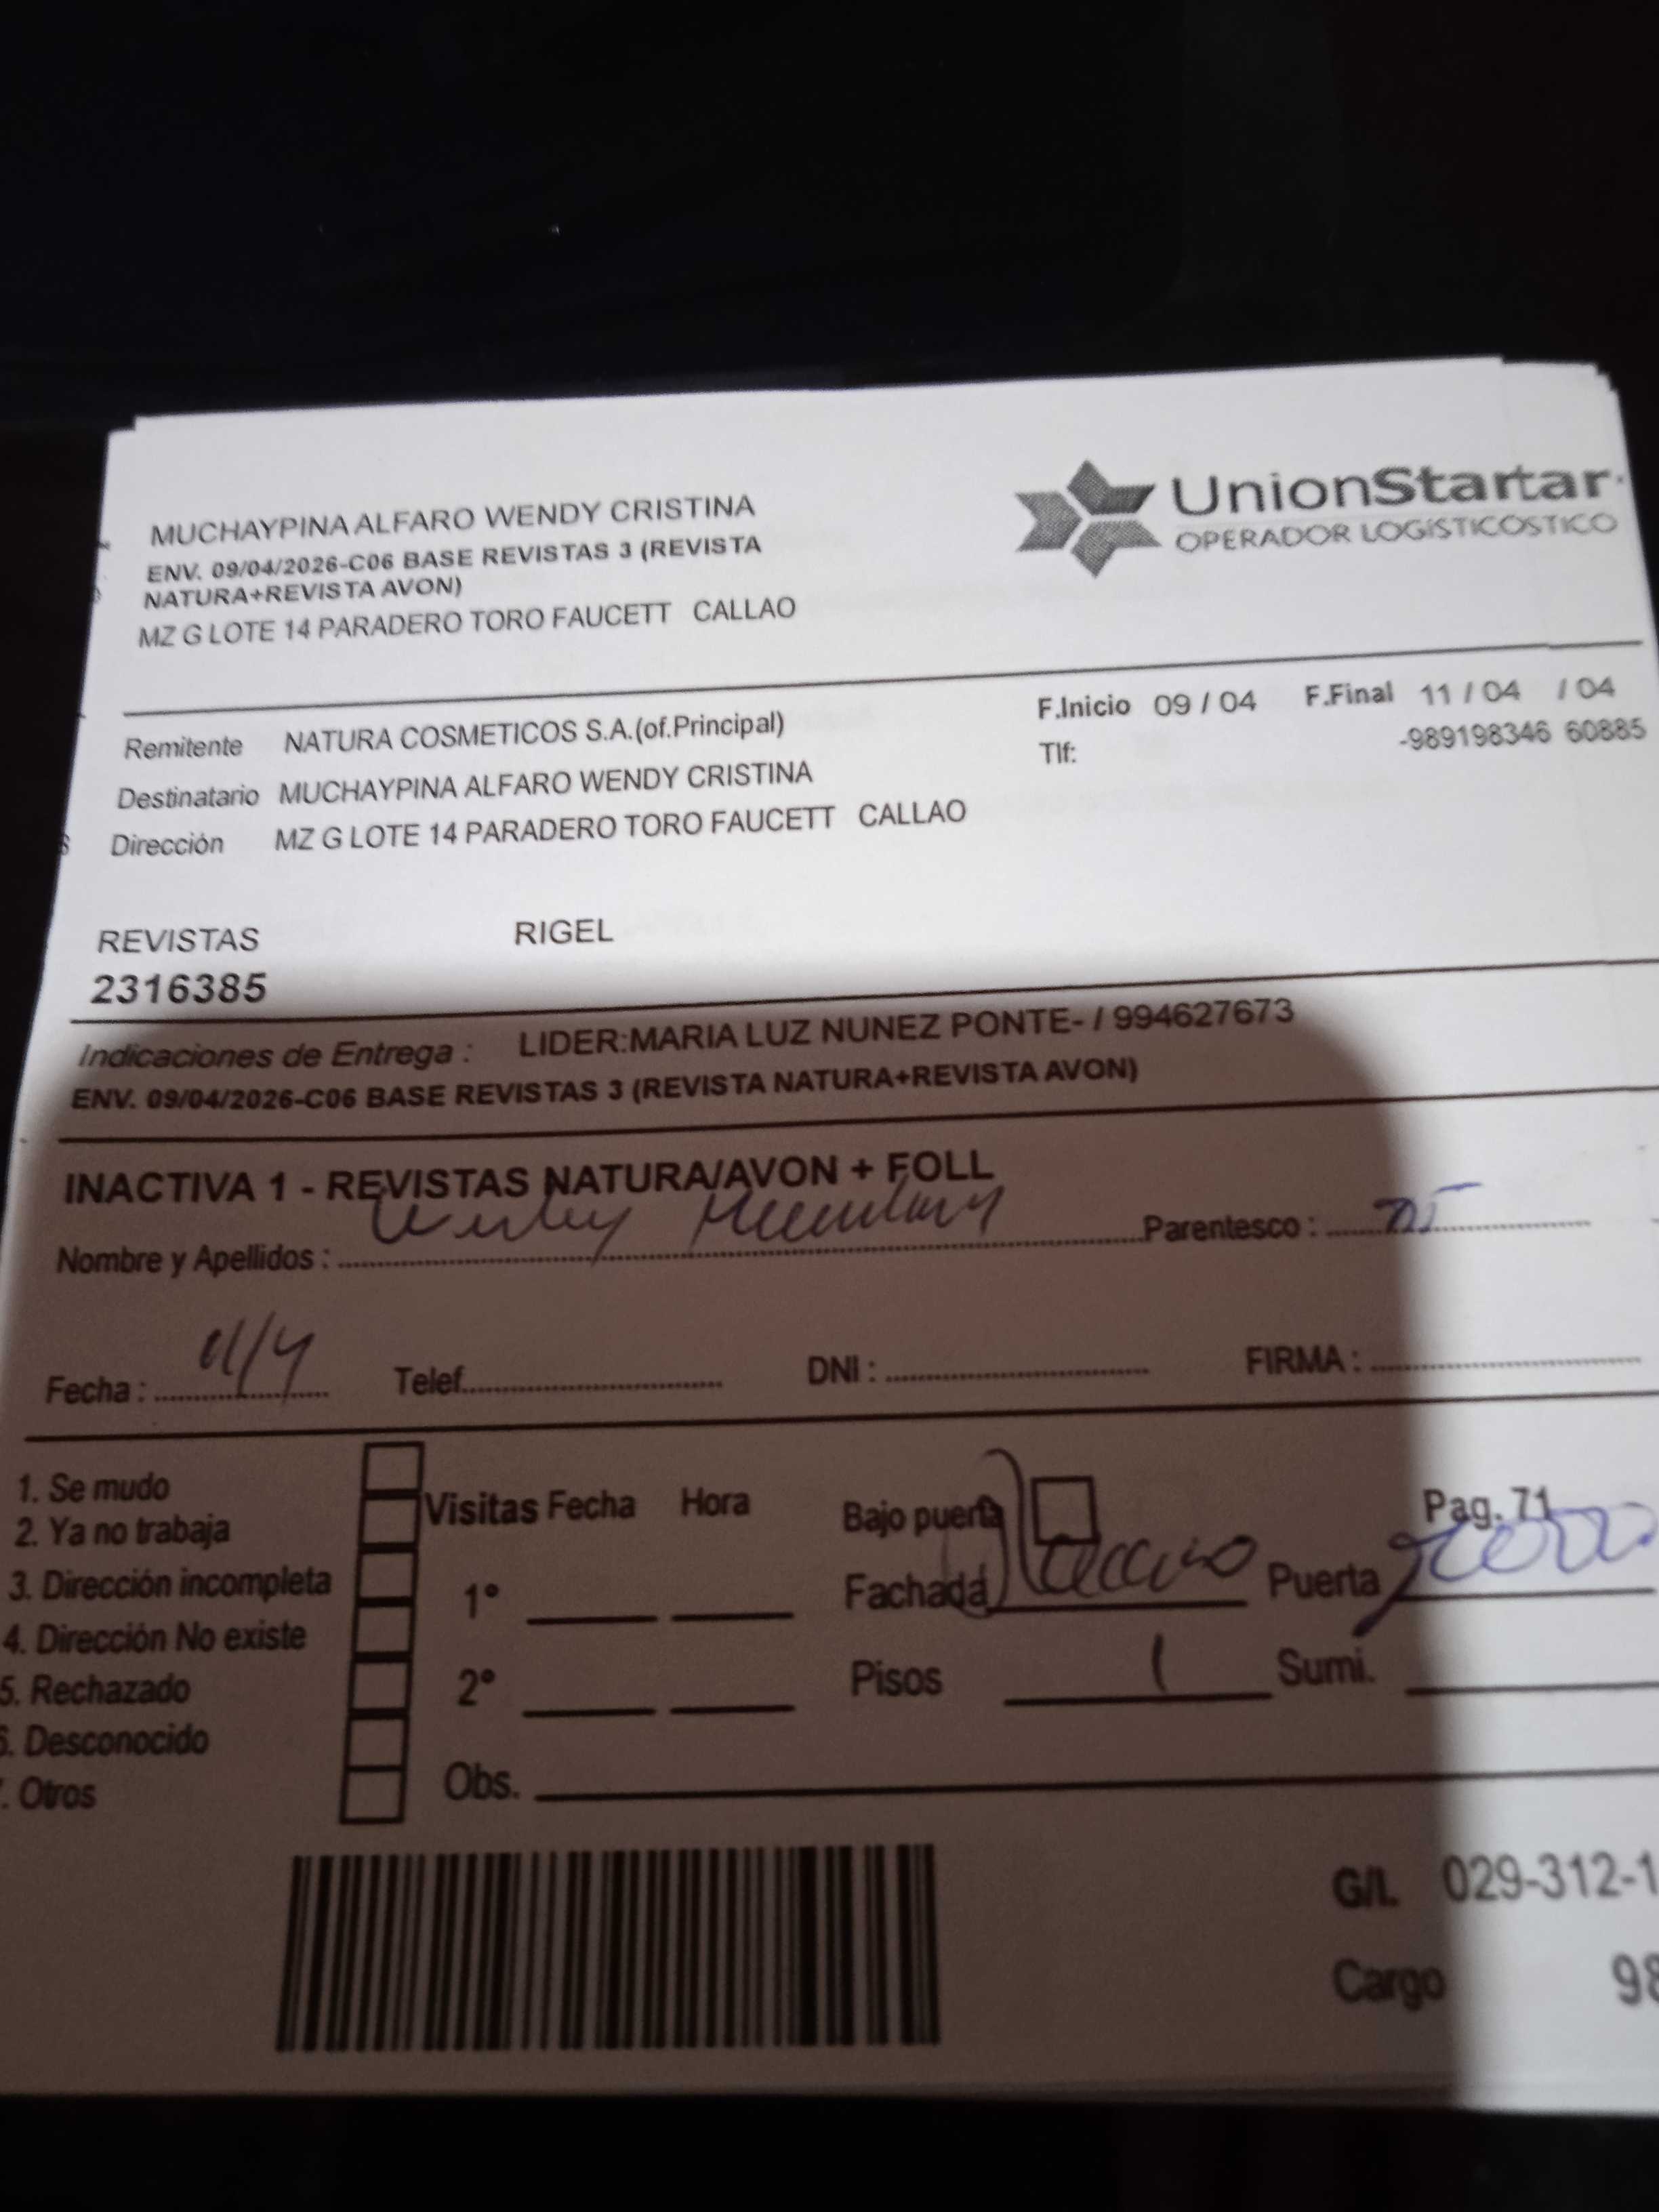 MUCHAYPINA ALFARO WENDY CRISTINA
ENV. 09/04/2026-C06 BASE REVISTAS 3 (REVISTA
NATURA+REVISTA AVON)
MZ G LOTE 14 PARADERO TORO FAUCETT CALLAO
UnionStartar
OPERADOR LOGÍSTICOSTICO
Remitente NATURA COSMETICOS S.A.(of.Principal)
F.Inicio 09 / 04 F.Final 11 / 04 / 04
Tlf: -989198346 60885
Destinatario MUCHAYPINA ALFARO WENDY CRISTINA
Dirección MZ G LOTE 14 PARADERO TORO FAUCETT CALLAO
REVISTAS RIGEL
2316385
Indicaciones de Entrega : LIDER:MARIA LUZ NUNEZ PONTE- / 994627673
ENV. 09/04/2026-C06 BASE REVISTAS 3 (REVISTA NATURA+REVISTA AVON)
INACTIVA 1 - REVISTAS NATURA/AVON + FOLL
Nombre y Apellidos : Parentesco :
Fecha : 11/4 Telef. DNI : FIRMA :
1. Se mudo
2. Ya no trabaja
3. Dirección incompleta
4. Dirección No existe
5. Rechazado
6. Desconocido
. Otros
Visitas Fecha Hora
1°
2°
Obs.
Bajo puerta Pag. 71
Fachada Puerta
Pisos 1 Sumi.
G/L 029-312-1
Cargo 98